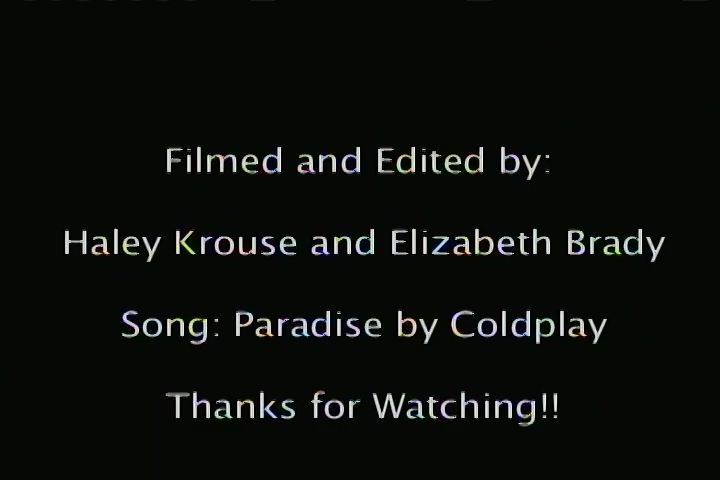 Filmed and Edited by:
Haley Krouse and Elizabeth Brady
Song: Paradise by Coldplay
Thanks for Watching!!